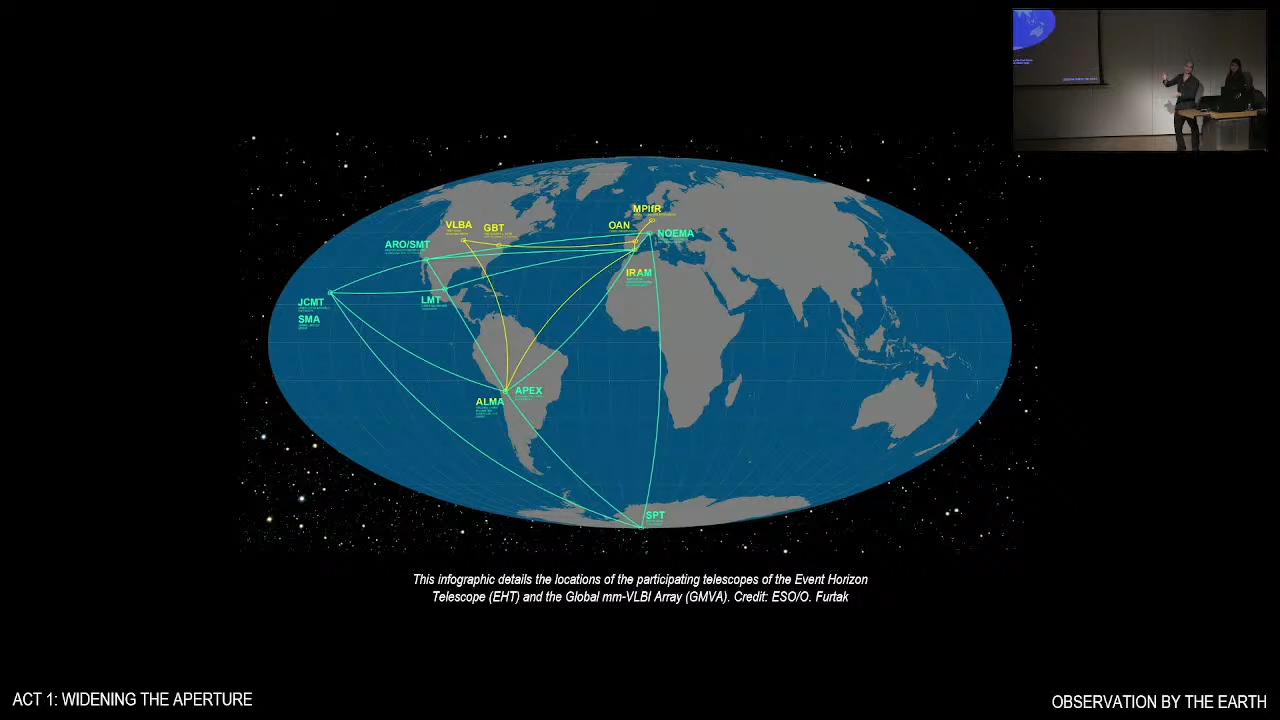 MPIfR
VLBA
GBT
OAN
NOEMA
ARO/SMT
IRAM
JCMT
LMT
SMA
APEX
ALMA
SPT
This infographic details the locations of the participating telescopes of the Event Horizon
Telescope (EHT) and the Global mm-VLBI Array (GMVA). Credit: ESO/O. Furtak
ACT 1: WIDENING THE APERTURE
OBSERVATION BY THE EARTH